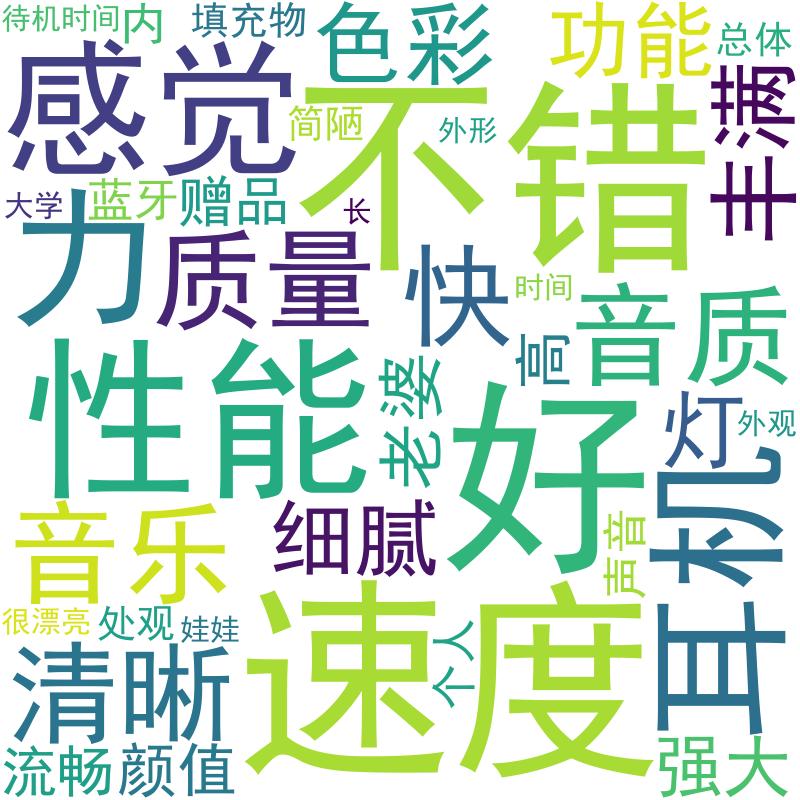 待机时间
内
填充物
色彩
功能
总体
感觉
不错
简陋
外形
丰满
大学
蓝牙
赠品
长
力
质量
快
时间
音质
高
性能
老婆
好
灯
外观
耳机
音乐
细腻
声音
很漂亮
处观
娃娃
速度
个人
清晰
流畅
颜值
强大